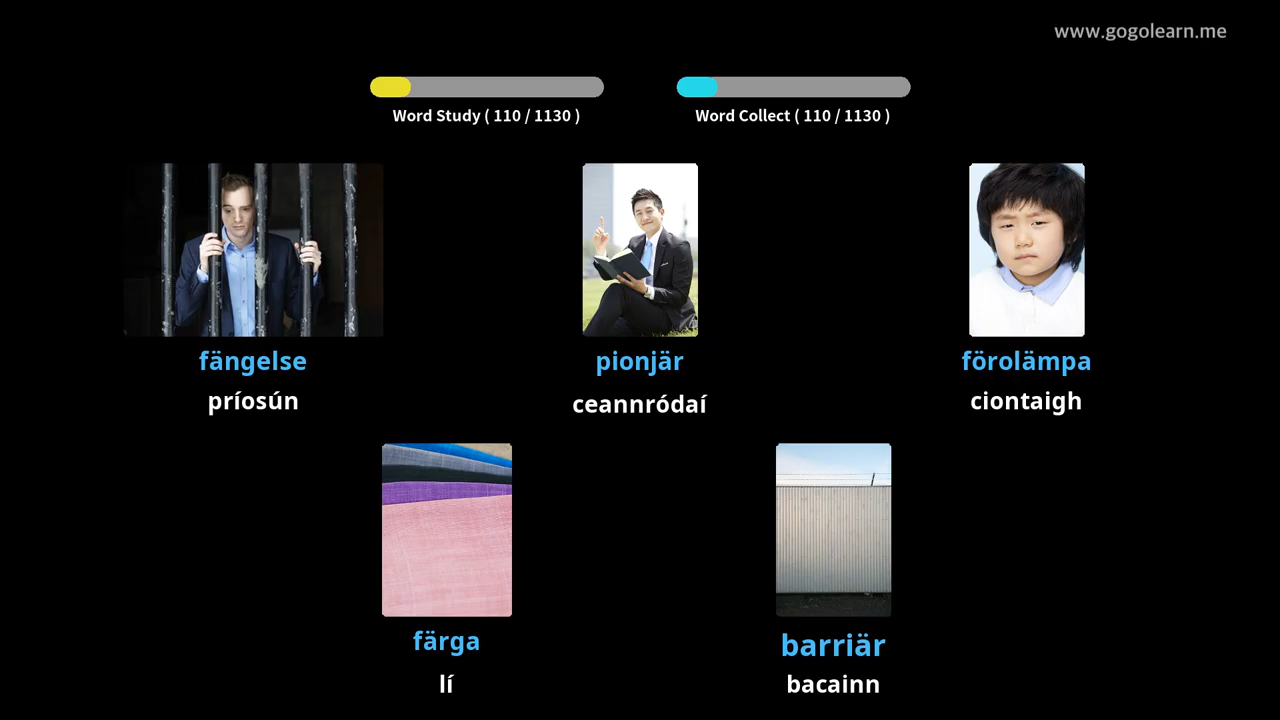 www.gogolearn.me
Word Study ( 110 / 1130 )
Word Collect ( 110 / 1130 )
fängelse
príosún
pionjär
ceannródaí
förolämpa
ciontaigh
färga
lí
barriär
bacainn